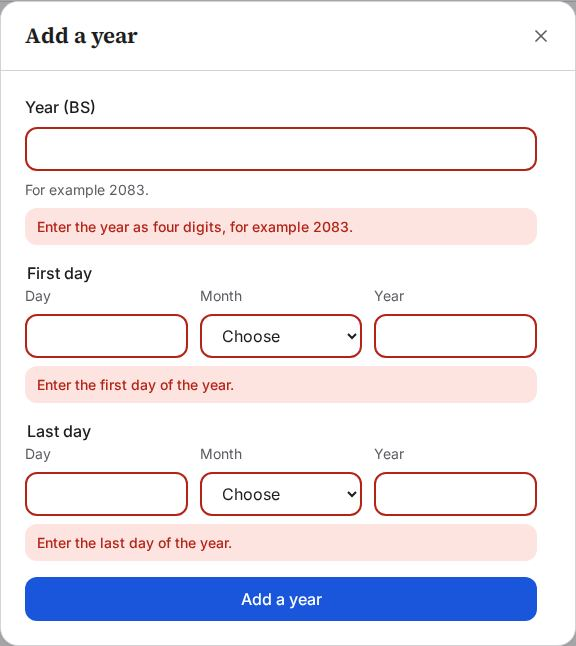 Add a year
Year (BS)
For example 2083.
Enter the year as four digits, for example 2083.
First day
Day Month Year
Choose
Enter the first day of the year.
Last day
Day Month Year
Choose
Enter the last day of the year.
Add a year